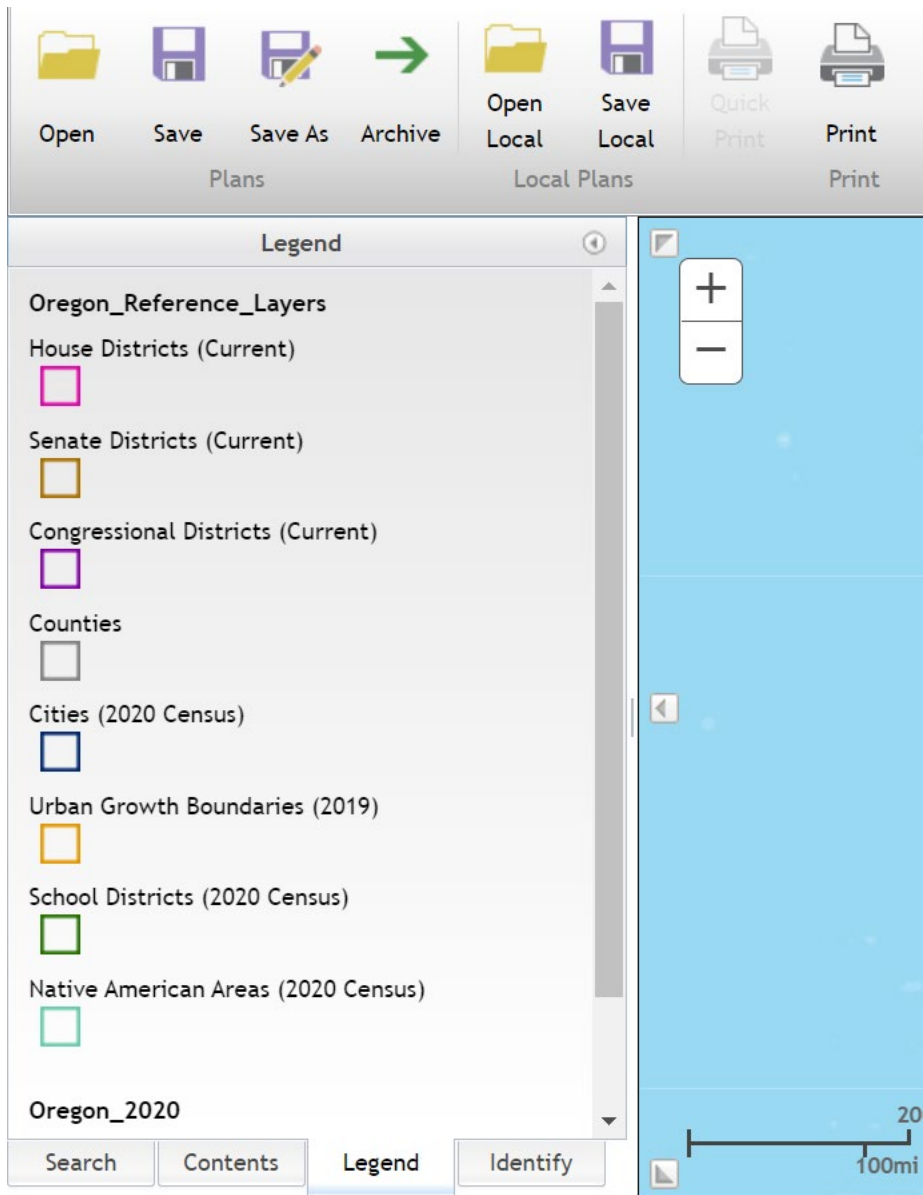 Open Save Save As Archive Open Local Save Local Quick Print Print
Plans Local Plans Print
Legend
Oregon_Reference_Layers
House Districts (Current)
Senate Districts (Current)
Congressional Districts (Current)
Counties
Cities (2020 Census)
Urban Growth Boundaries (2019)
School Districts (2020 Census)
Native American Areas (2020 Census)
Oregon_2020
Search Contents Legend Identify
+
−
20
100mi